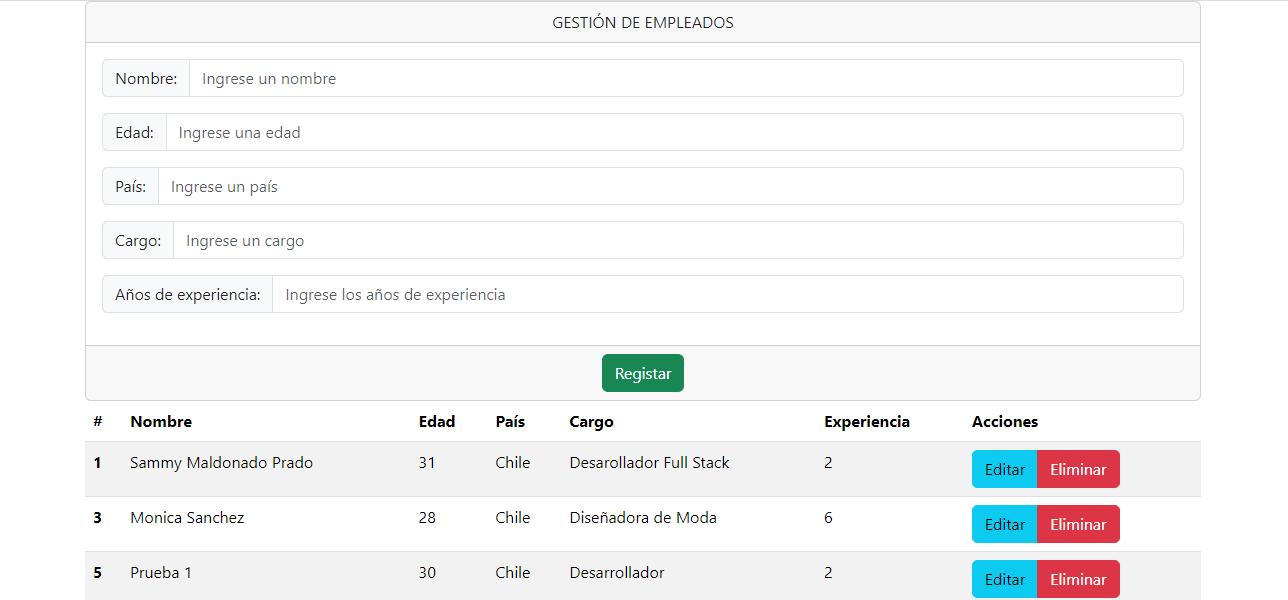 GESTIÓN DE EMPLEADOS
Nombre: Ingrese un nombre
Edad: Ingrese una edad
País: Ingrese un país
Cargo: Ingrese un cargo
Años de experiencia: Ingrese los años de experiencia
Registar
# Nombre Edad País Cargo Experiencia Acciones
1 Sammy Maldonado Prado 31 Chile Desarollador Full Stack 2 Editar Eliminar
3 Monica Sanchez 28 Chile Diseñadora de Moda 6 Editar Eliminar
5 Prueba 1 30 Chile Desarrollador 2 Editar Eliminar